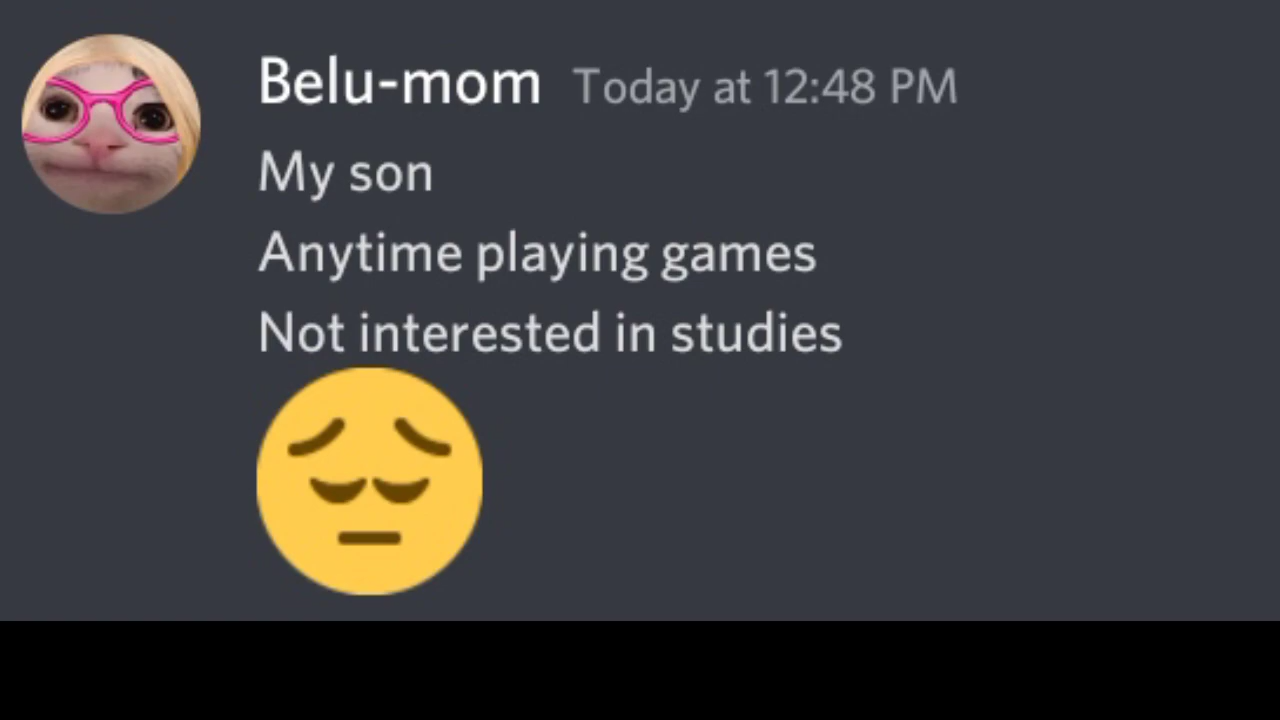 Belu-mom Today at 12:48 PM
My son
Anytime playing games
Not interested in studies